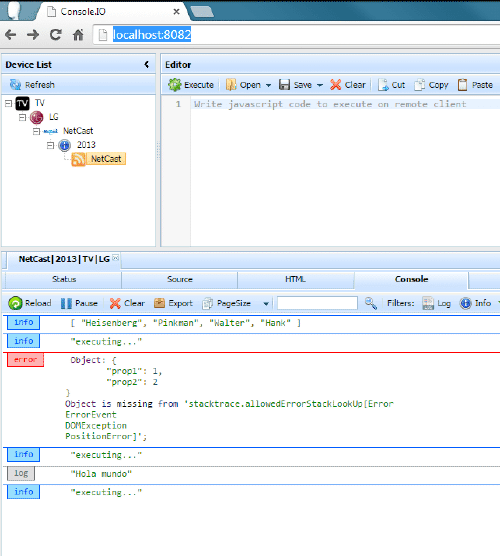 Console.IO
localhost:8082
Device List
Editor
Refresh
Execute Open Save Clear Cut Copy Paste
TV TV
LG
NetCast
2013
NetCast
1 Write javascript code to execute on remote client
NetCast|2013|TV|LG
Status Source HTML Console
Reload Pause Clear Export PageSize Filters: Log Info
info [ "Heisenberg", "Pinkman", "Walter", "Hank" ]
info "executing..."
error Object: {
"prop1": 1,
"prop2": 2
}
Object is missing from 'stacktrace.allowedErrorStackLookUp[Error
ErrorEvent
DOMException
PositionError]';
info "executing..."
log "Hola mundo"
info "executing..."